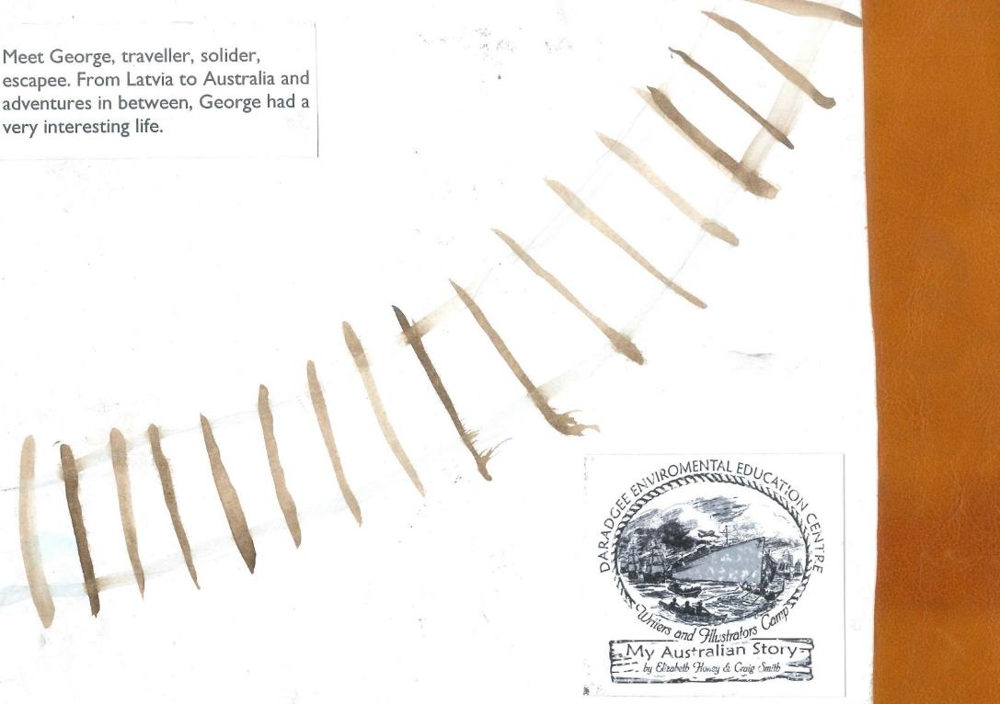 Meet George, traveller, solider,
escapee. From Latvia to Australia and
adventures in between, George had a
very interesting life.
DARADGEE ENVIROMENTAL EDUCATION CENTRE
Writers and Illustrators Camp
My Australian Story
by Elizabeth Honey & Craig Smith